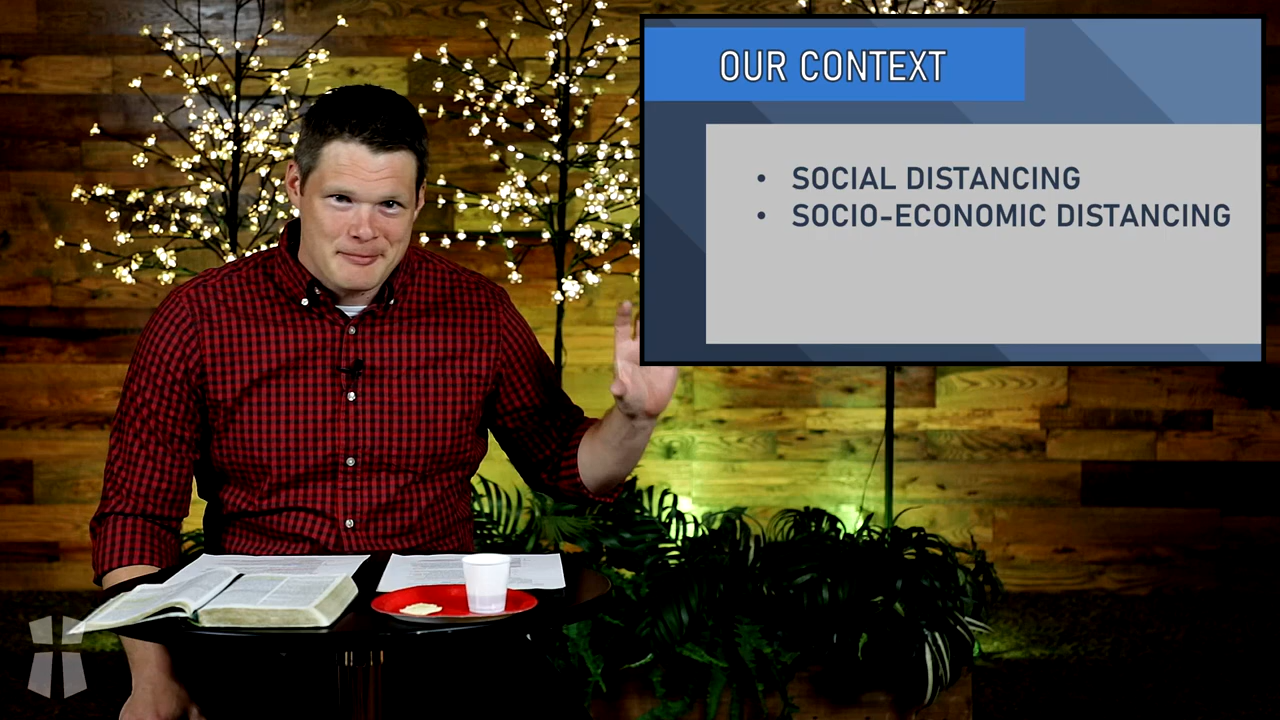 OUR CONTEXT
• SOCIAL DISTANCING
• SOCIO-ECONOMIC DISTANCING